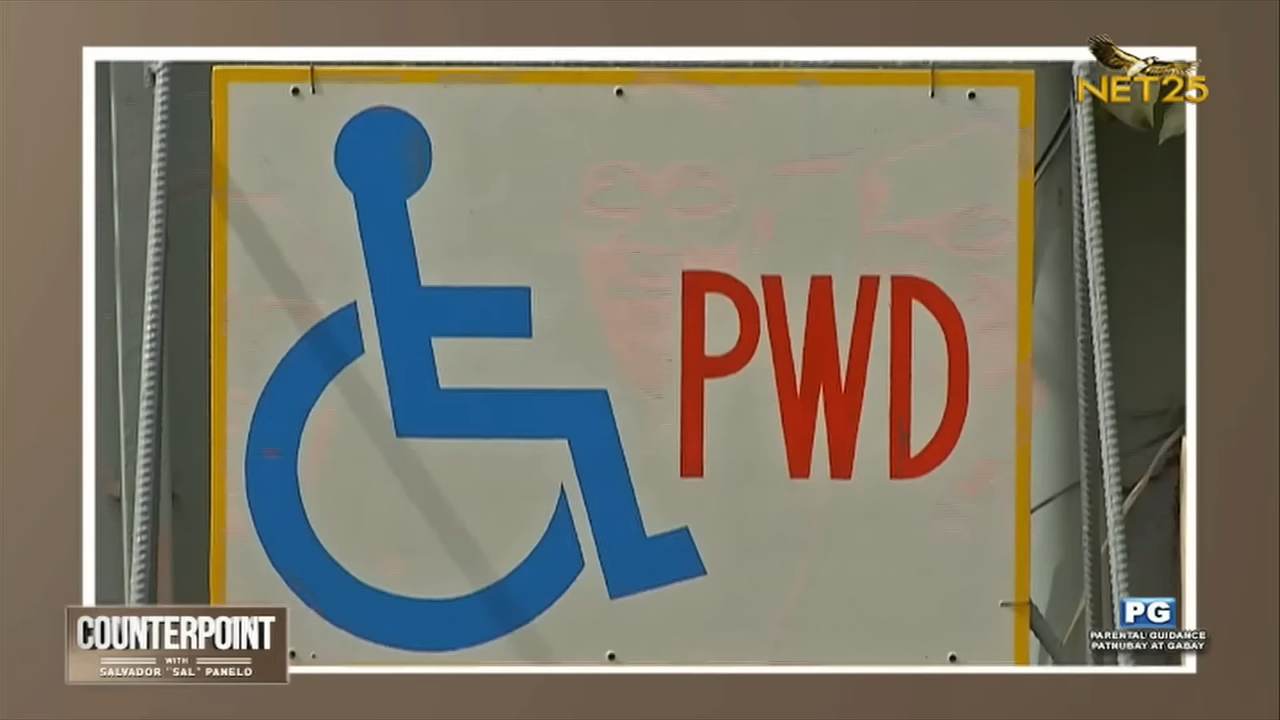 NET25
PWD
COUNTERPOINT
WITH
SALVADOR "SAL" PANELO
PG
PARENTAL GUIDANCE
PATNUBAY AT GABAY